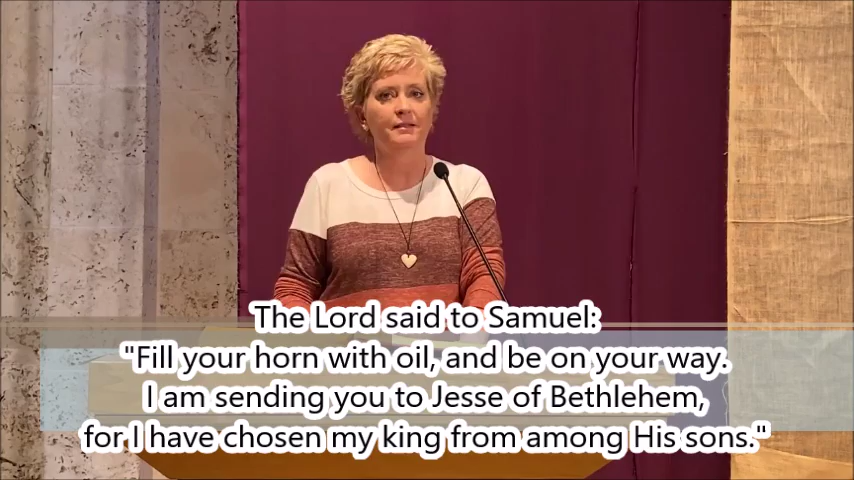 The Lord said to Samuel:
"Fill your horn with oil, and be on your way.
I am sending you to Jesse of Bethlehem,
for I have chosen my king from among His sons."